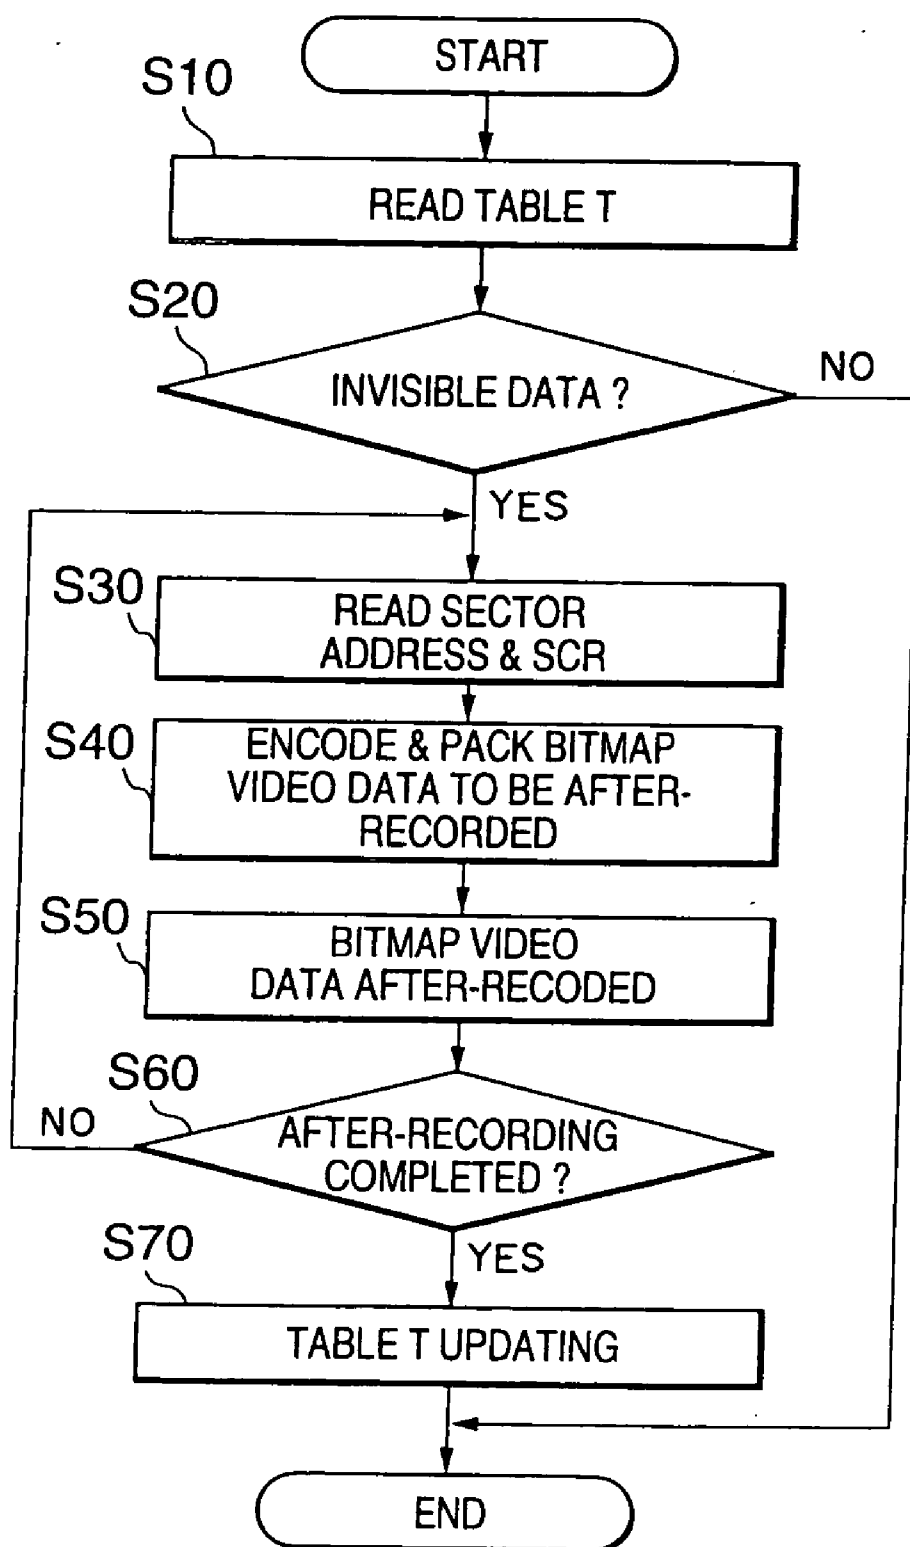 START
S10
READ TABLE T
S20
INVISIBLE DATA ?
NO
YES
S30
READ SECTOR
ADDRESS & SCR
S40
ENCODE & PACK BITMAP
VIDEO DATA TO BE AFTER-
RECORDED
S50
BITMAP VIDEO
DATA AFTER-RECODED
S60
NO
AFTER-RECORDING
COMPLETED ?
YES
S70
TABLE T UPDATING
END